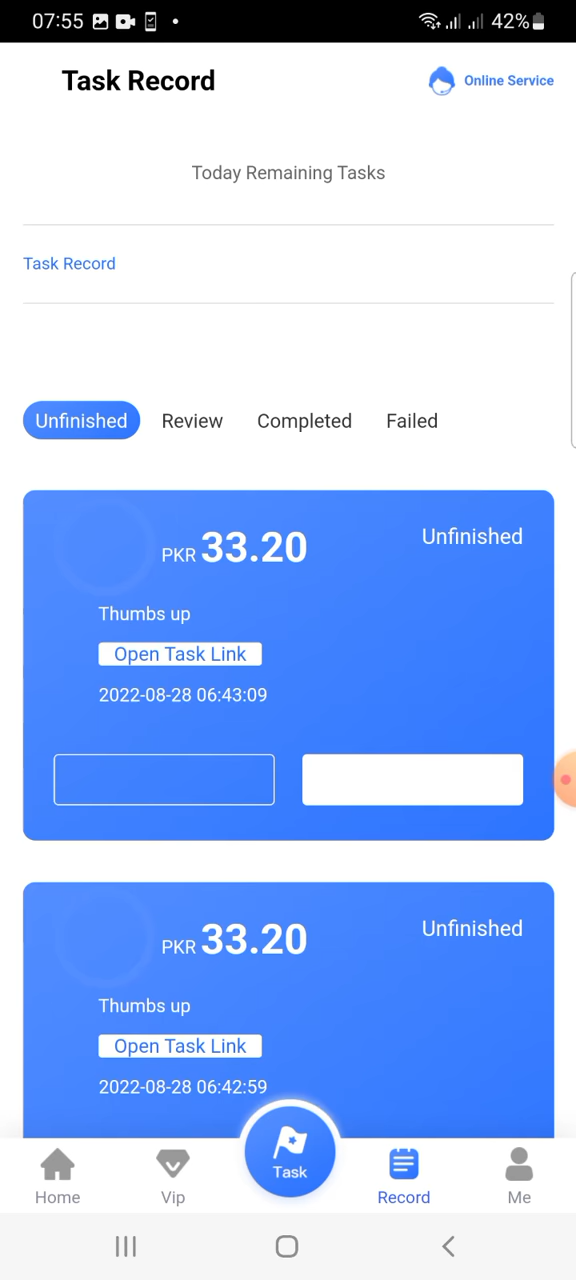 07:55 42%
Task Record Online Service
Today Remaining Tasks
Task Record
Unfinished Review Completed Failed
PKR 33.20 Unfinished
Thumbs up
Open Task Link
2022-08-28 06:43:09
PKR 33.20 Unfinished
Thumbs up
Open Task Link
2022-08-28 06:42:59
Task
Home Vip Record Me